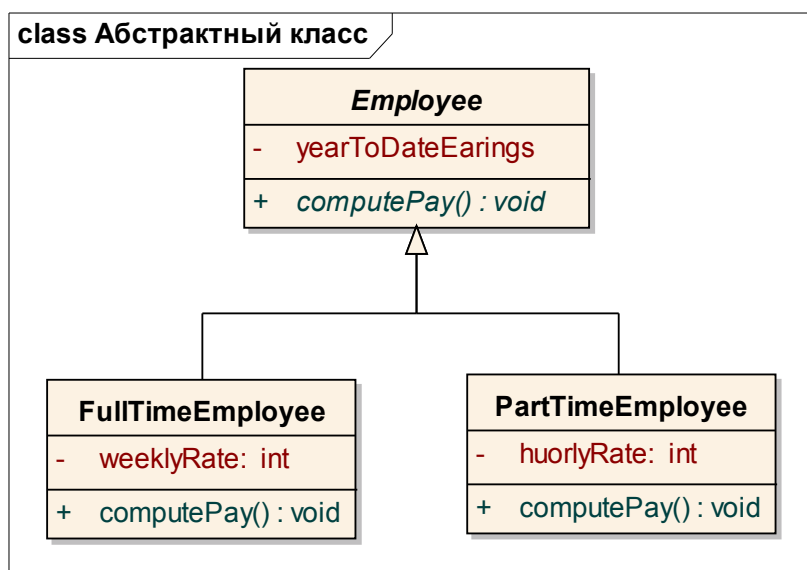 class Абстрактный класс
Employee
- yearToDateEarings
+ computePay() : void
FullTimeEmployee
- weeklyRate: int
+ computePay() : void
PartTimeEmployee
- huorlyRate: int
+ computePay() : void